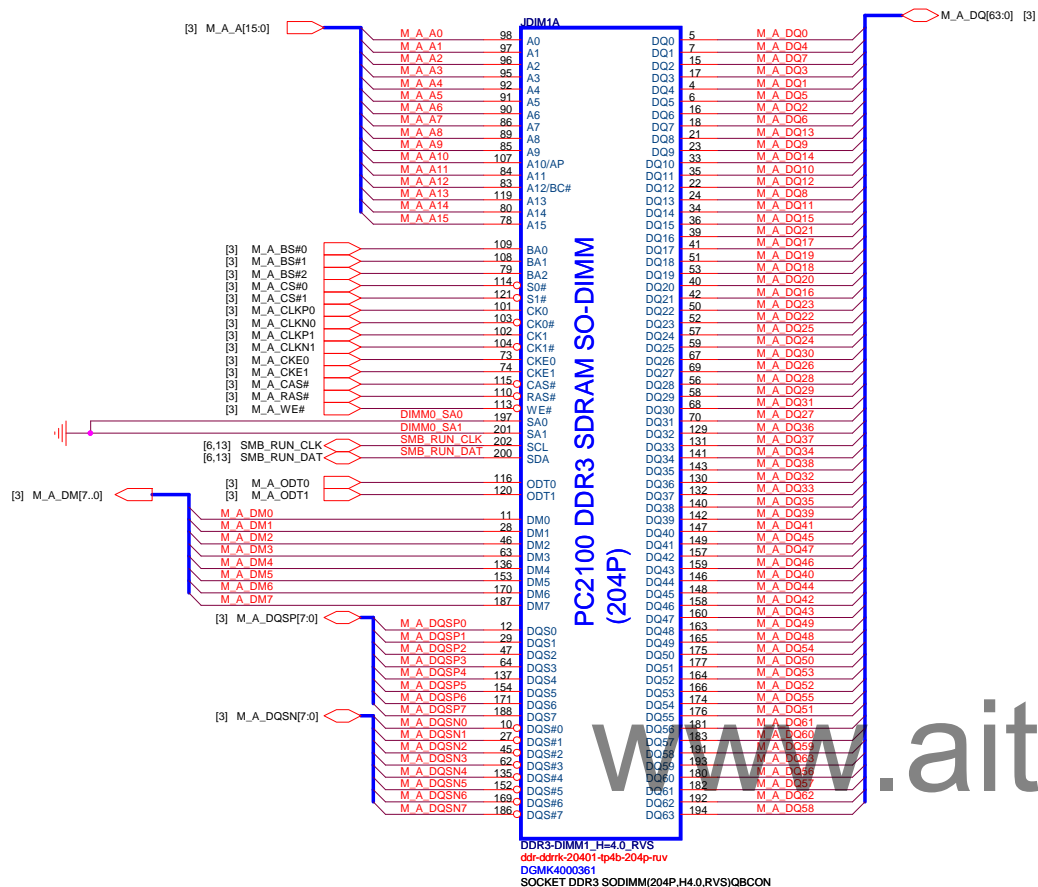 [3] M_A_A[15:0]
JDIM1A
M_A_DQ[63:0] [3]
M_A_A0 98 A0
M_A_A1 97 A1
M_A_A2 96 A2
M_A_A3 95 A3
M_A_A4 92 A4
M_A_A5 91 A5
M_A_A6 90 A6
M_A_A7 86 A7
M_A_A8 89 A8
M_A_A9 85 A9
M_A_A10 107 A10/AP
M_A_A11 84 A11
M_A_A12 83 A12/BC#
M_A_A13 119 A13
M_A_A14 80 A14
M_A_A15 78 A15
[3] M_A_BS#0 109 BA0
[3] M_A_BS#1 108 BA1
[3] M_A_BS#2 79 BA2
[3] M_A_CS#0 114 S0#
[3] M_A_CS#1 121 S1#
[3] M_A_CLKP0 101 CK0
[3] M_A_CLKN0 103 CK0#
[3] M_A_CLKP1 102 CK1
[3] M_A_CLKN1 104 CK1#
[3] M_A_CKE0 73 CKE0
[3] M_A_CKE1 74 CKE1
[3] M_A_CAS# 115 CAS#
[3] M_A_RAS# 110 RAS#
[3] M_A_WE# 113 WE#
DIMM0_SA0 197 SA0
DIMM0_SA1 201 SA1
[6,13] SMB_RUN_CLK SMB_RUN_CLK 202 SCL
[6,13] SMB_RUN_DAT SMB_RUN_DAT 200 SDA
[3] M_A_ODT0 116 ODT0
[3] M_A_ODT1 120 ODT1
[3] M_A_DM[7..0]
M_A_DM0 11 DM0
M_A_DM1 28 DM1
M_A_DM2 46 DM2
M_A_DM3 63 DM3
M_A_DM4 136 DM4
M_A_DM5 153 DM5
M_A_DM6 170 DM6
M_A_DM7 187 DM7
[3] M_A_DQSP[7:0]
M_A_DQSP0 12 DQS0
M_A_DQSP1 29 DQS1
M_A_DQSP2 47 DQS2
M_A_DQSP3 64 DQS3
M_A_DQSP4 137 DQS4
M_A_DQSP5 154 DQS5
M_A_DQSP6 171 DQS6
M_A_DQSP7 188 DQS7
[3] M_A_DQSN[7:0]
M_A_DQSN0 10 DQS#0
M_A_DQSN1 27 DQS#1
M_A_DQSN2 45 DQS#2
M_A_DQSN3 62 DQS#3
M_A_DQSN4 135 DQS#4
M_A_DQSN5 152 DQS#5
M_A_DQSN6 169 DQS#6
M_A_DQSN7 186 DQS#7
PC2100 DDR3 SDRAM SO-DIMM
(204P)
DQ0 5 M_A_DQ0
DQ1 7 M_A_DQ4
DQ2 15 M_A_DQ7
DQ3 17 M_A_DQ3
DQ4 4 M_A_DQ1
DQ5 6 M_A_DQ5
DQ6 16 M_A_DQ2
DQ7 18 M_A_DQ6
DQ8 21 M_A_DQ13
DQ9 23 M_A_DQ9
DQ10 33 M_A_DQ14
DQ11 35 M_A_DQ10
DQ12 22 M_A_DQ12
DQ13 24 M_A_DQ8
DQ14 34 M_A_DQ11
DQ15 36 M_A_DQ15
DQ16 39 M_A_DQ21
DQ17 41 M_A_DQ17
DQ18 51 M_A_DQ19
DQ19 53 M_A_DQ18
DQ20 40 M_A_DQ20
DQ21 42 M_A_DQ16
DQ22 50 M_A_DQ23
DQ23 52 M_A_DQ22
DQ24 57 M_A_DQ25
DQ25 59 M_A_DQ24
DQ26 67 M_A_DQ30
DQ27 69 M_A_DQ26
DQ28 56 M_A_DQ28
DQ29 58 M_A_DQ29
DQ30 68 M_A_DQ31
DQ31 70 M_A_DQ27
DQ32 129 M_A_DQ36
DQ33 131 M_A_DQ37
DQ34 141 M_A_DQ34
DQ35 143 M_A_DQ38
DQ36 130 M_A_DQ32
DQ37 132 M_A_DQ33
DQ38 140 M_A_DQ35
DQ39 142 M_A_DQ39
DQ40 147 M_A_DQ41
DQ41 149 M_A_DQ45
DQ42 157 M_A_DQ47
DQ43 159 M_A_DQ46
DQ44 146 M_A_DQ40
DQ45 148 M_A_DQ44
DQ46 158 M_A_DQ42
DQ47 160 M_A_DQ43
DQ48 163 M_A_DQ49
DQ49 165 M_A_DQ48
DQ50 175 M_A_DQ54
DQ51 177 M_A_DQ50
DQ52 164 M_A_DQ53
DQ53 166 M_A_DQ52
DQ54 174 M_A_DQ55
DQ55 176 M_A_DQ51
DQ56 181 M_A_DQ61
DQ57 183 M_A_DQ60
DQ58 191 M_A_DQ59
DQ59 193 M_A_DQ63
DQ60 180 M_A_DQ56
DQ61 182 M_A_DQ57
DQ62 192 M_A_DQ62
DQ63 194 M_A_DQ58
www.ait
DDR3-DIMM1_H=4.0_RVS
ddr-ddrrk-20401-tp4b-204p-ruv
DGMK4000361
SOCKET DDR3 SODIMM(204P,H4.0,RVS)QBCON